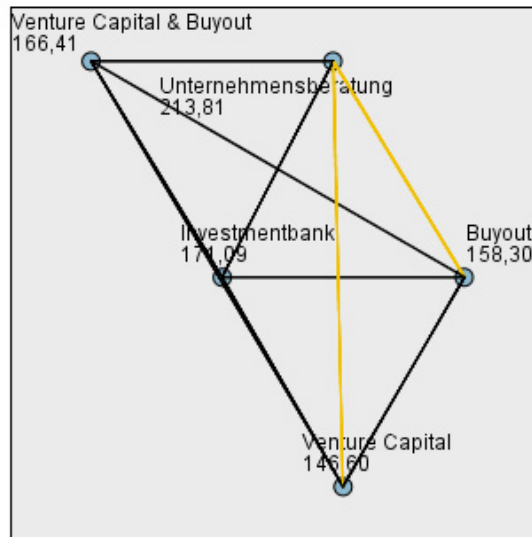 Venture Capital & Buyout
166,41
Unternehmensberatung
213,81
Investmentbank
171,09
Buyout
158,30
Venture Capital
146,60